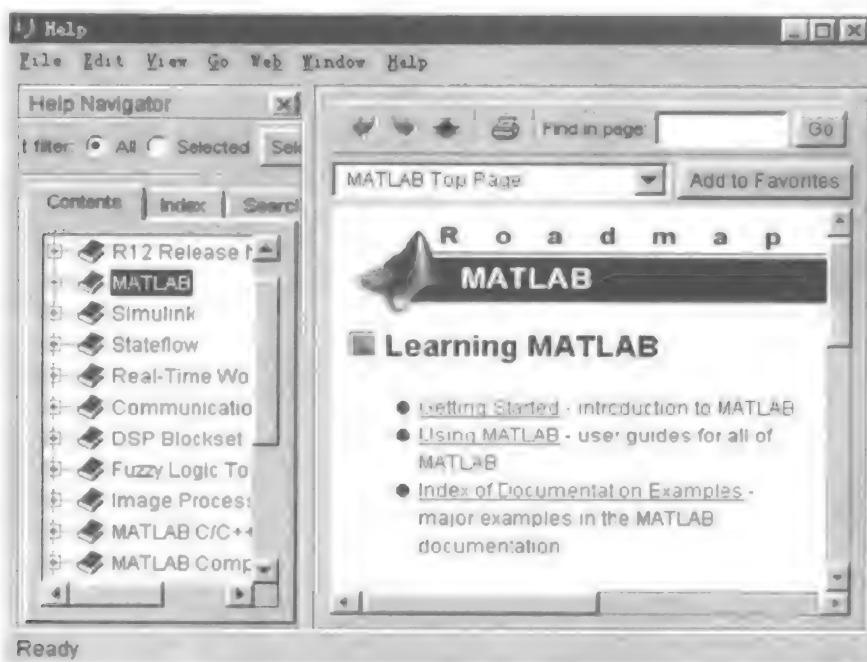 Help
File Edit View Go Web Window Help
Help Navigator
t filter: All Selected Sel
Contents Index Search
R12 Release N
MATLAB
Simulink
Stateflow
Real-Time Wo
Communicatio
DSP Blockset
Fuzzy Logic To
Image Process
MATLAB C/C++
MATLAB Comp
Find in page: Go
MATLAB Top Page Add to Favorites
Roadmap
MATLAB
Learning MATLAB
Getting Started - introduction to MATLAB
Using MATLAB - user guides for all of
MATLAB
Index of Documentation Examples -
major examples in the MATLAB
documentation
Ready